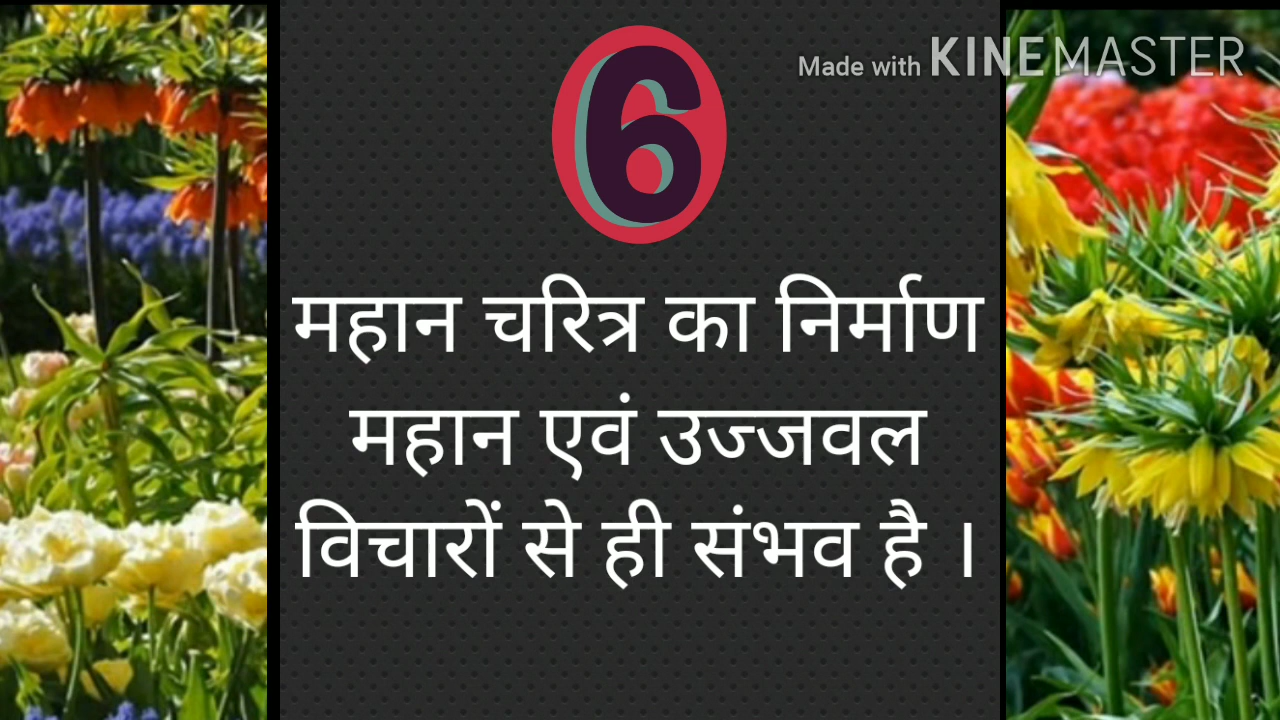 Made with KINEMASTER
6
महान चरित्र का निर्माण
महान एवं उज्जवल
विचारों से ही संभव है ।